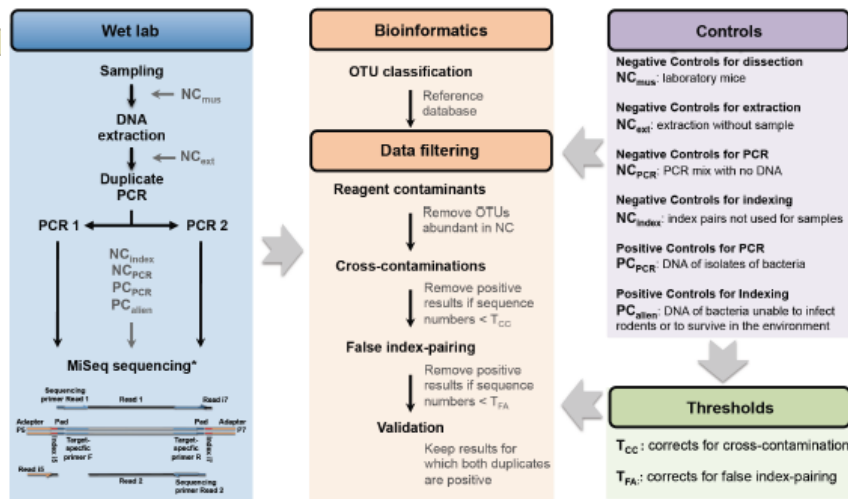 Wet lab
Sampling
NCmus
DNA
extraction
NCext
Duplicate
PCR
PCR 1
PCR 2
NCindex
NCPCR
PCPCR
PCalien
MiSeq sequencing*
Sequencing
primer Read 1
Read 1
Read i7
Adapter
P5
Index i5
Pad
Target-
specific
primer F
Target-
specific
primer R
Pad
Index i7
Adapter
P7
Read i5
Read 2
Sequencing
primer Read 2
Bioinformatics
OTU classification
Reference
database
Data filtering
Reagent contaminants
Remove OTUs
abundant in NC
Cross-contaminations
Remove positive
results if sequence
numbers < TCC
False index-pairing
Remove positive
results if sequence
numbers < TFA
Validation
Keep results for
which both duplicates
are positive
Controls
Negative Controls for dissection
NCmus: laboratory mice
Negative Controls for extraction
NCext: extraction without sample
Negative Controls for PCR
NCPCR: PCR mix with no DNA
Negative Controls for indexing
NCindex: index pairs not used for samples
Positive Controls for PCR
PCPCR: DNA of isolates of bacteria
Positive Controls for Indexing
PCalien: DNA of bacteria unable to infect
rodents or to survive in the environment
Thresholds
TCC : corrects for cross-contamination
TFA: corrects for false index-pairing